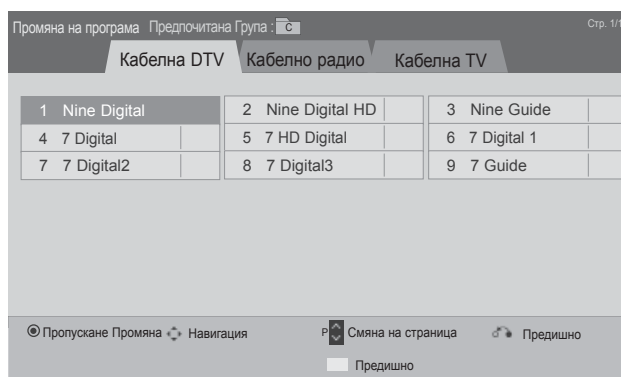 Промяна на програма Предпочитана Група : C Стр. 1/1
Кабелна DTV Кабелно радио Кабелна TV
1 Nine Digital 2 Nine Digital HD 3 Nine Guide
4 7 Digital 5 7 HD Digital 6 7 Digital 1
7 7 Digital2 8 7 Digital3 9 7 Guide
Пропускане Промяна Навигация P Смяна на страница Предишно
Предишно